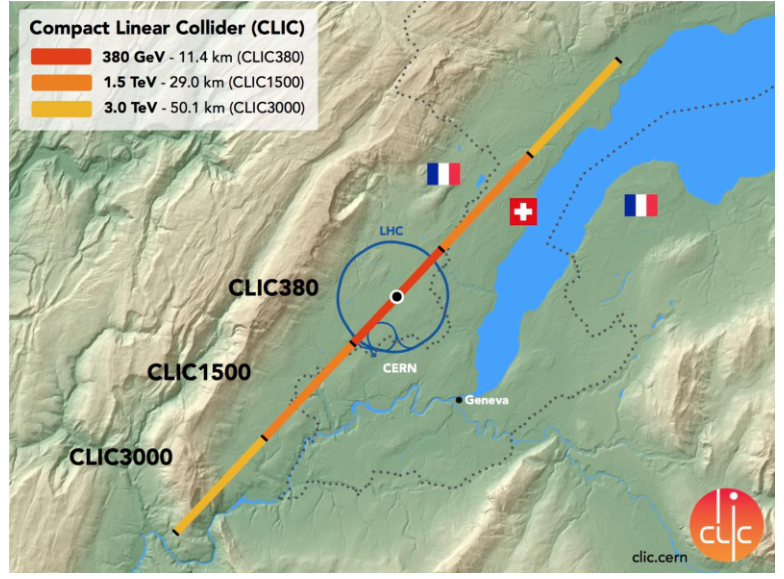 Compact Linear Collider (CLIC)
380 GeV - 11.4 km (CLIC380)
1.5 TeV - 29.0 km (CLIC1500)
3.0 TeV - 50.1 km (CLIC3000)
LHC
CLIC380
CERN
CLIC1500
Geneva
CLIC3000
clic
clic.cern